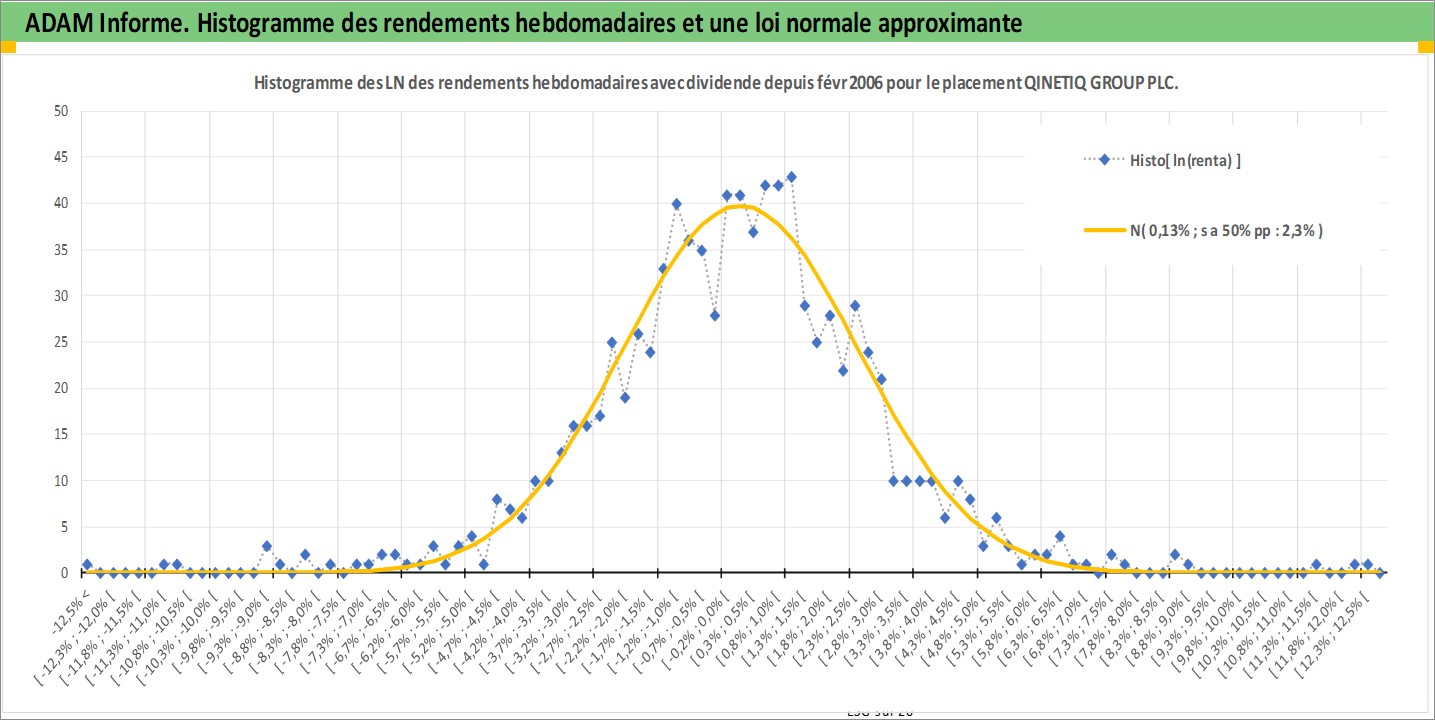 ADAM Informe. Histogramme des rendements hebdomadaires et une loi normale approximante
Histogramme des LN des rendements hebdomadaires avec dividende depuis févr 2006 pour le placement QINETIQ GROUP PLC.
50
45
40
35
30
25
20
15
10
5
0
Histo[ ln(renta) ]
N( 0,13% ; s a 50% pp : 2,3% )
-12,5% <
[ -12,3% ; -12,0% [
[ -11,8% ; -11,5% [
[ -11,3% ; -11,0% [
[ -10,8% ; -10,5% [
[ -10,3% ; -10,0% [
[ -9,8% ; -9,5% [
[ -9,3% ; -9,0% [
[ -8,8% ; -8,5% [
[ -8,3% ; -8,0% [
[ -7,8% ; -7,5% [
[ -7,3% ; -7,0% [
[ -6,7% ; -6,5% [
[ -6,2% ; -6,0% [
[ -5,7% ; -5,5% [
[ -5,2% ; -5,0% [
[ -4,7% ; -4,5% [
[ -4,2% ; -4,0% [
[ -3,7% ; -3,5% [
[ -3,2% ; -3,0% [
[ -2,7% ; -2,5% [
[ -2,2% ; -2,0% [
[ -1,7% ; -1,5% [
[ -1,2% ; -1,0% [
[ -0,7% ; -0,5% [
[ -0,2% ; 0,0% [
[ 0,3% ; 0,5% [
[ 0,8% ; 1,0% [
[ 1,3% ; 1,5% [
[ 1,8% ; 2,0% [
[ 2,3% ; 2,5% [
[ 2,8% ; 3,0% [
[ 3,3% ; 3,5% [
[ 3,8% ; 4,0% [
[ 4,3% ; 4,5% [
[ 4,8% ; 5,0% [
[ 5,3% ; 5,5% [
[ 5,8% ; 6,0% [
[ 6,3% ; 6,5% [
[ 6,8% ; 7,0% [
[ 7,3% ; 7,5% [
[ 7,8% ; 8,0% [
[ 8,3% ; 8,5% [
[ 8,8% ; 9,0% [
[ 9,3% ; 9,5% [
[ 9,8% ; 10,0% [
[ 10,3% ; 10,5% [
[ 10,8% ; 11,0% [
[ 11,3% ; 11,5% [
[ 11,8% ; 12,0% [
[ 12,3% ; 12,5% [